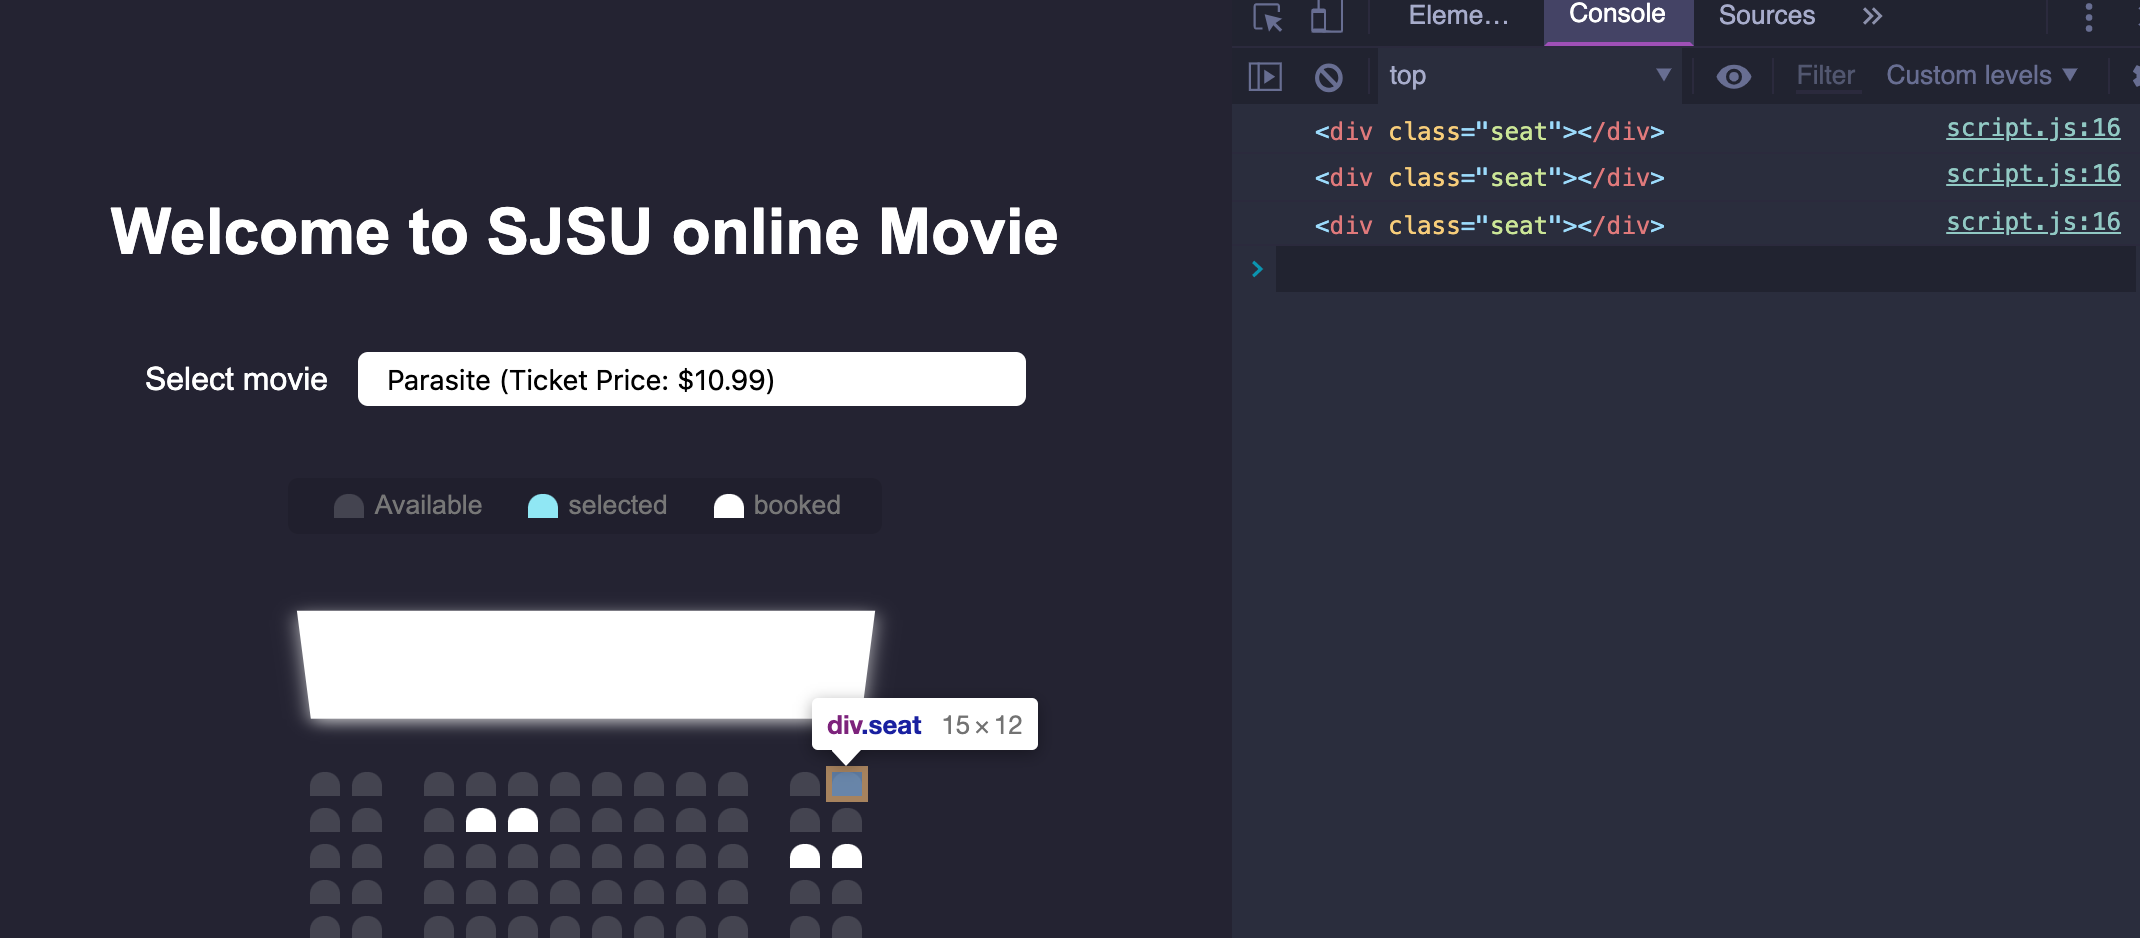 Welcome to SJSU online Movie
Select movie
Parasite (Ticket Price: $10.99)
Available selected booked
div.seat 15 × 12
Eleme… Console Sources »
top Filter Custom levels
<div class="seat"></div> script.js:16
<div class="seat"></div> script.js:16
<div class="seat"></div> script.js:16